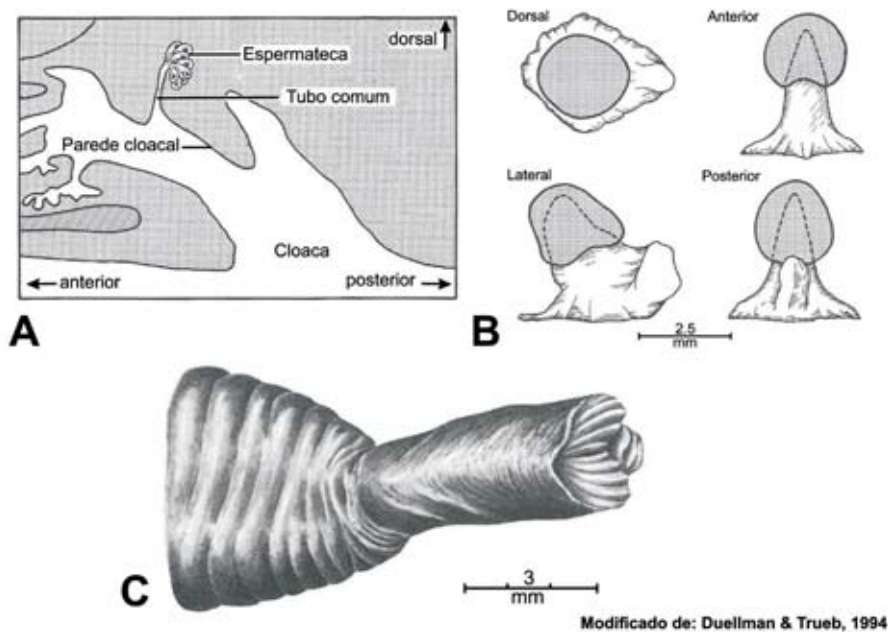 dorsal
Espermateca
Tubo comum
Parede cloacal
Cloaca
anterior
posterior
A
Dorsal
Anterior
Lateral
Posterior
2.5
mm
B
C
3
mm
Modificado de: Duellman & Trueb, 1994